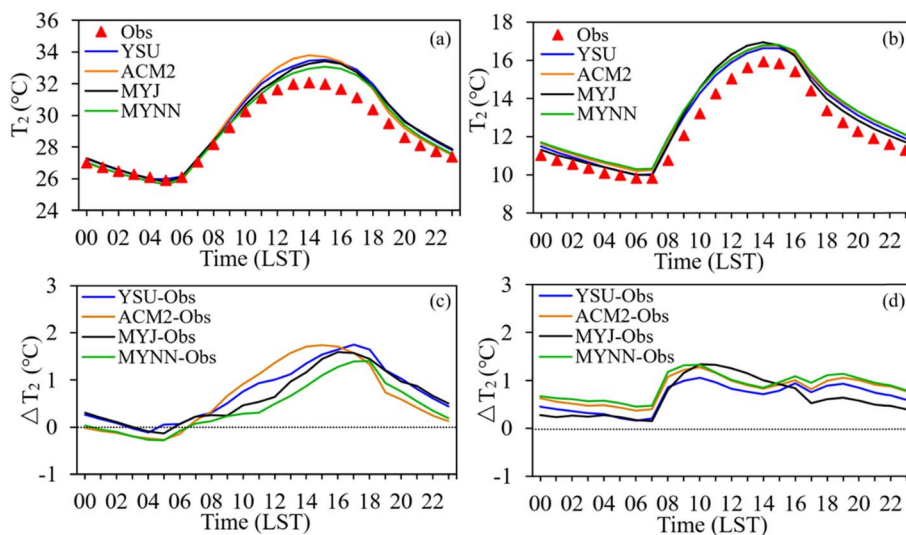 (a)
T2 (°C)
36
34
32
30
28
26
24
Obs
YSU
ACM2
MYJ
MYNN
00 02 04 06 08 10 12 14 16 18 20 22
Time (LST)
(b)
T2 (°C)
18
16
14
12
10
8
Obs
YSU
ACM2
MYJ
MYNN
00 02 04 06 08 10 12 14 16 18 20 22
Time (LST)
(c)
△T2 (°C)
3
2
1
0
-1
YSU-Obs
ACM2-Obs
MYJ-Obs
MYNN-Obs
00 02 04 06 08 10 12 14 16 18 20 22
Time (LST)
(d)
△T2 (°C)
3
2
1
0
-1
YSU-Obs
ACM2-Obs
MYJ-Obs
MYNN-Obs
00 02 04 06 08 10 12 14 16 18 20 22
Time (LST)